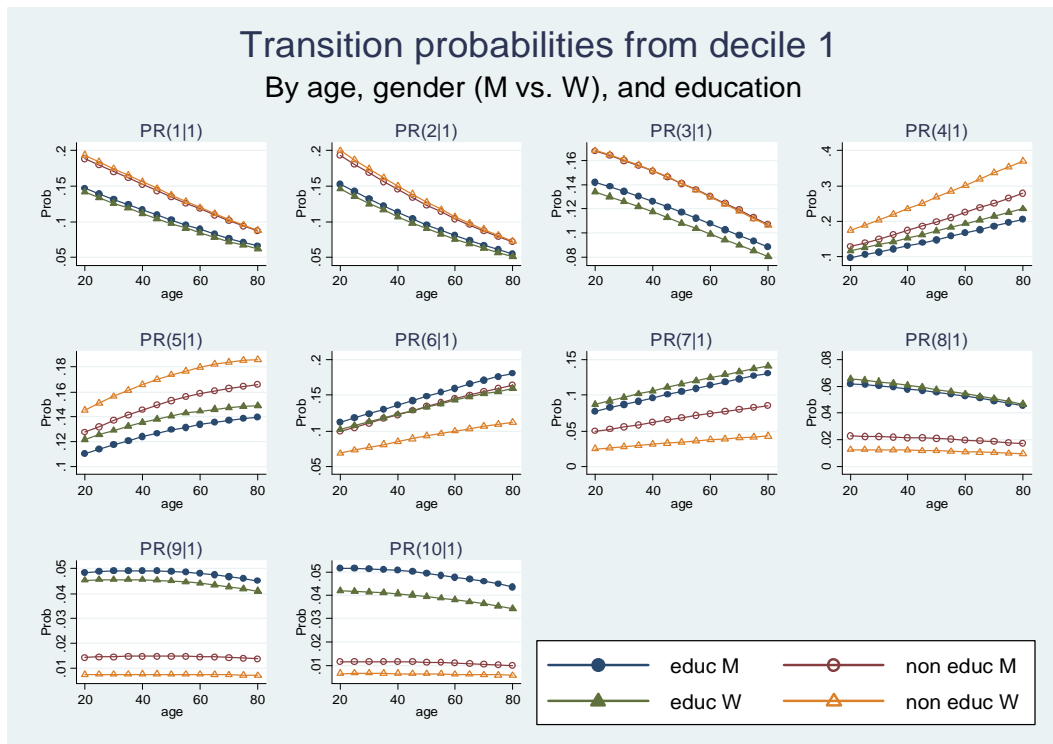 Transition probabilities from decile 1
By age, gender (M vs. W), and education
PR(1|1)
Prob
.05 .1 .15 .2
20 40 60 80
age
PR(2|1)
Prob
.05 .1 .15 .2
20 40 60 80
age
PR(3|1)
Prob
.08 .1 .12 .14 .16
20 40 60 80
age
PR(4|1)
Prob
.1 .2 .3 .4
20 40 60 80
age
PR(5|1)
Prob
.1 .12 .14 .16 .18
20 40 60 80
age
PR(6|1)
Prob
.05 .1 .15 .2
20 40 60 80
age
PR(7|1)
Prob
0 .05 .1 .15
20 40 60 80
age
PR(8|1)
Prob
0 .02 .04 .06 .08
20 40 60 80
age
PR(9|1)
Prob
.01 .02 .03 .04 .05
20 40 60 80
age
PR(10|1)
Prob
.01 .02 .03 .04 .05
20 40 60 80
age
educ M non educ M
educ W non educ W